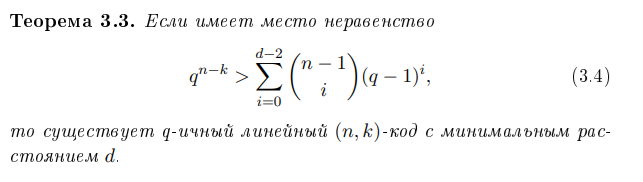 Теорема 3.3. Если имеет место неравенство
q^{n−k} > \sum_{i=0}^{d−2} \binom{n − 1}{i} (q − 1)^i, (3.4)
то существует q-ичный линейный (n, k)-код с минимальным рас-
стоянием d.